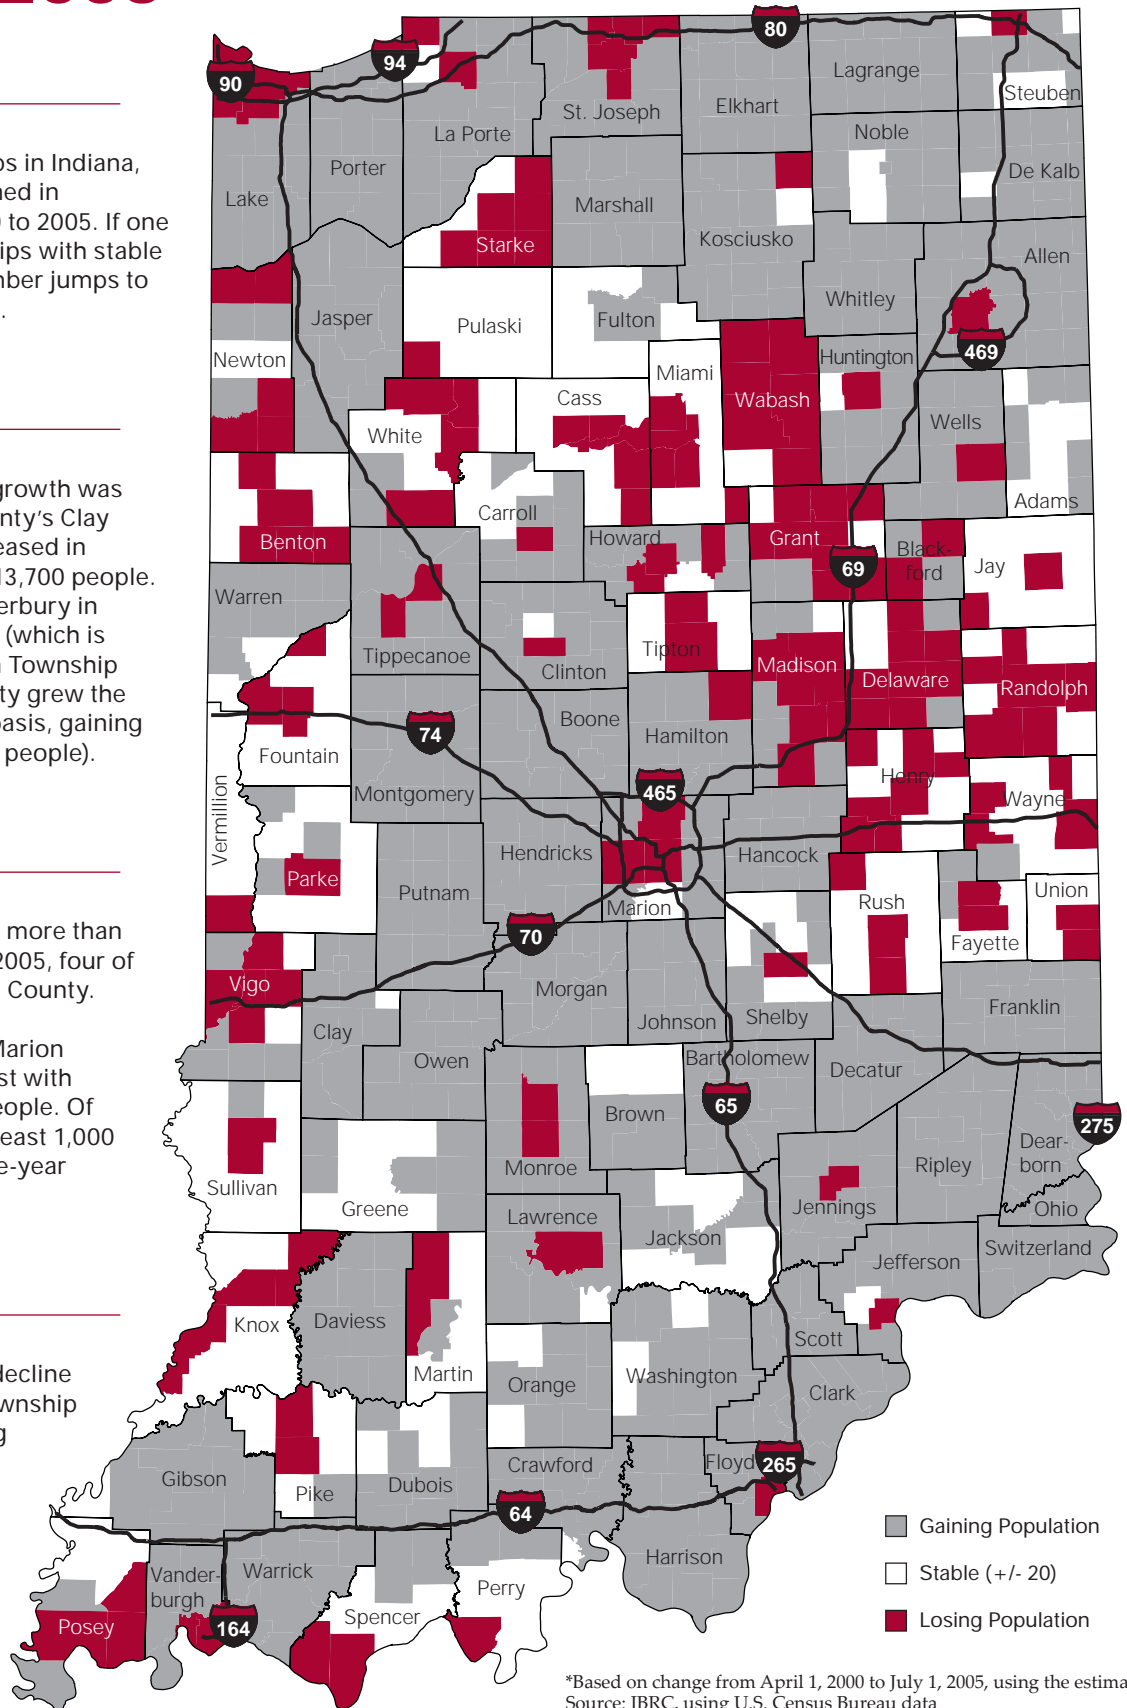 ps in Indiana,
ned in
to 2005. If one
ips with stable
mber jumps to
.
growth was
nty's Clay
eased in
13,700 people.
erbury in
(which is
Township
ty grew the
basis, gaining
people).
more than
2005, four of
County.
Marion
st with
eople. Of
east 1,000
e-year
decline
wnship
g
80
94
90
Lagrange
Steuben
Elkhart
St. Joseph
La Porte
Noble
Porter
De Kalb
Lake
Marshall
Starke
Kosciusko
Allen
Whitley
Jasper
Pulaski
Fulton
469
Newton
Huntington
Miami
Cass
Wabash
Wells
White
Adams
Carroll
Howard
Grant
Benton
Black-
ford
Jay
69
Warren
Tippecanoe
Clinton
Tipton
Madison
Delaware
Randolph
Boone
Hamilton
74
Fountain
Henry
465
Montgomery
Wayne
Vermillion
Hendricks
Hancock
Parke
Putnam
Marion
Rush
Union
70
Fayette
Vigo
Morgan
Johnson
Shelby
Franklin
Clay
Owen
Bartholomew
Decatur
65
Brown
275
Monroe
Dear-
born
Ripley
Sullivan
Greene
Jennings
Ohio
Lawrence
Jackson
Switzerland
Jefferson
Knox
Daviess
Scott
Martin
Orange
Washington
Clark
Floyd
265
Crawford
Gibson
Pike
Dubois
64
Harrison
Vander-
burgh
Warrick
Perry
Spencer
Posey
164
Gaining Population
Stable (+/- 20)
Losing Population
*Based on change from April 1, 2000 to July 1, 2005, using the estima
Source: IBRC, using U.S. Census Bureau data